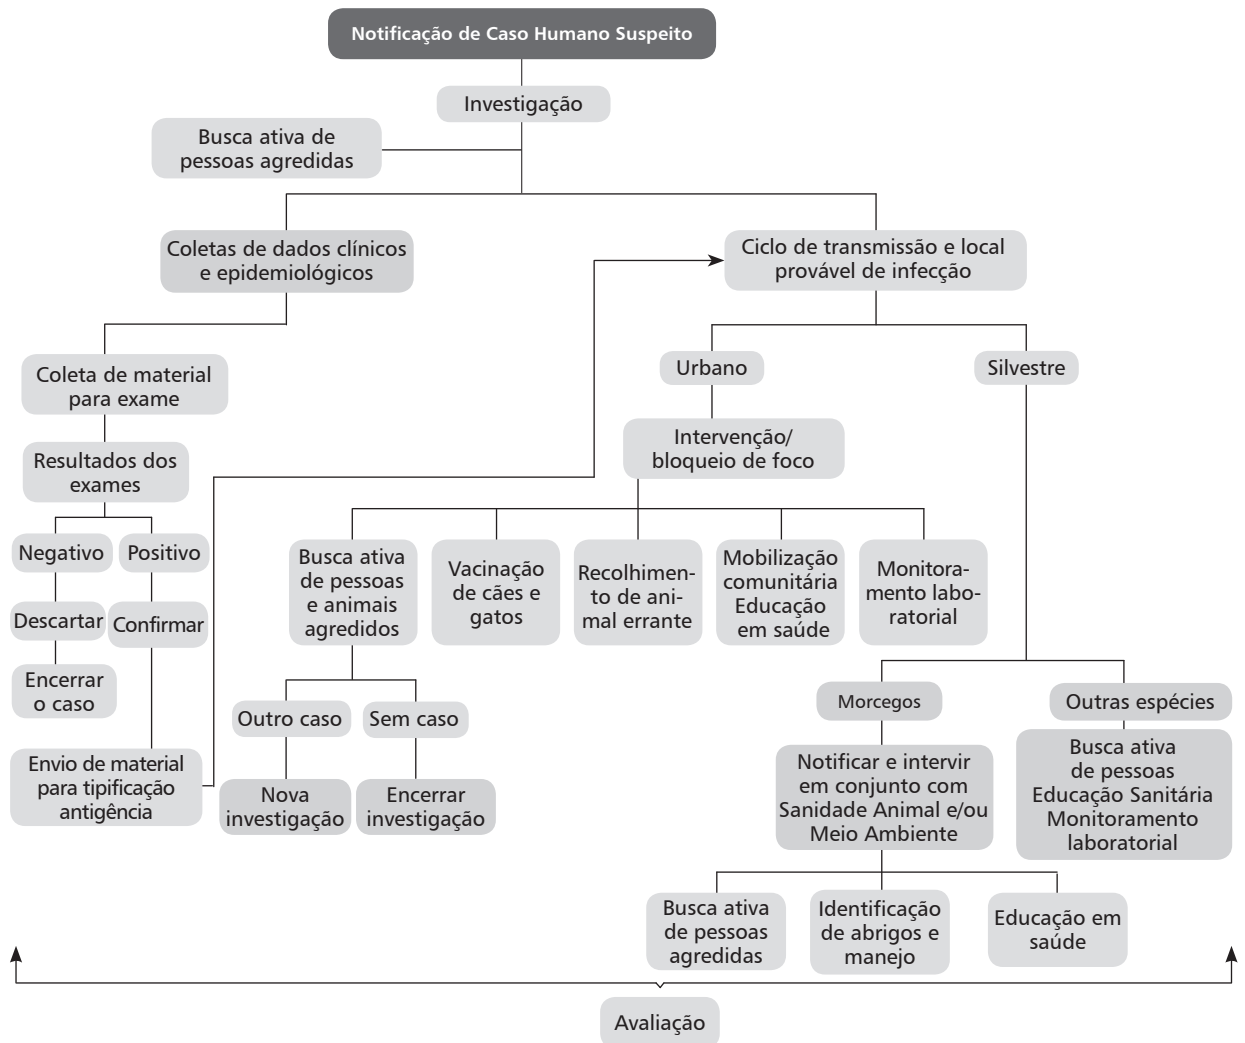 Notificação de Caso Humano Suspeito
Investigação
Busca ativa de
pessoas agredidas
Coletas de dados clínicos
e epidemiológicos
Ciclo de transmissão e local
provável de infecção
Coleta de material
para exame
Urbano
Silvestre
Resultados dos
exames
Intervenção/
bloqueio de foco
Negativo
Positivo
Descartar
Confirmar
Encerrar
o caso
Envio de material
para tipificação
antigência
Busca ativa
de pessoas
e animais
agredidos
Vacinação
de cães e
gatos
Recolhimen-
to de ani-
mal errante
Mobilização
comunitária
Educação
em saúde
Monitora-
mento labo-
ratorial
Outro caso
Sem caso
Nova
investigação
Encerrar
investigação
Morcegos
Outras espécies
Notificar e intervir
em conjunto com
Sanidade Animal e/ou
Meio Ambiente
Busca ativa
de pessoas
Educação Sanitária
Monitoramento
laboratorial
Busca ativa
de pessoas
agredidas
Identificação
de abrigos e
manejo
Educação em
saúde
Avaliação